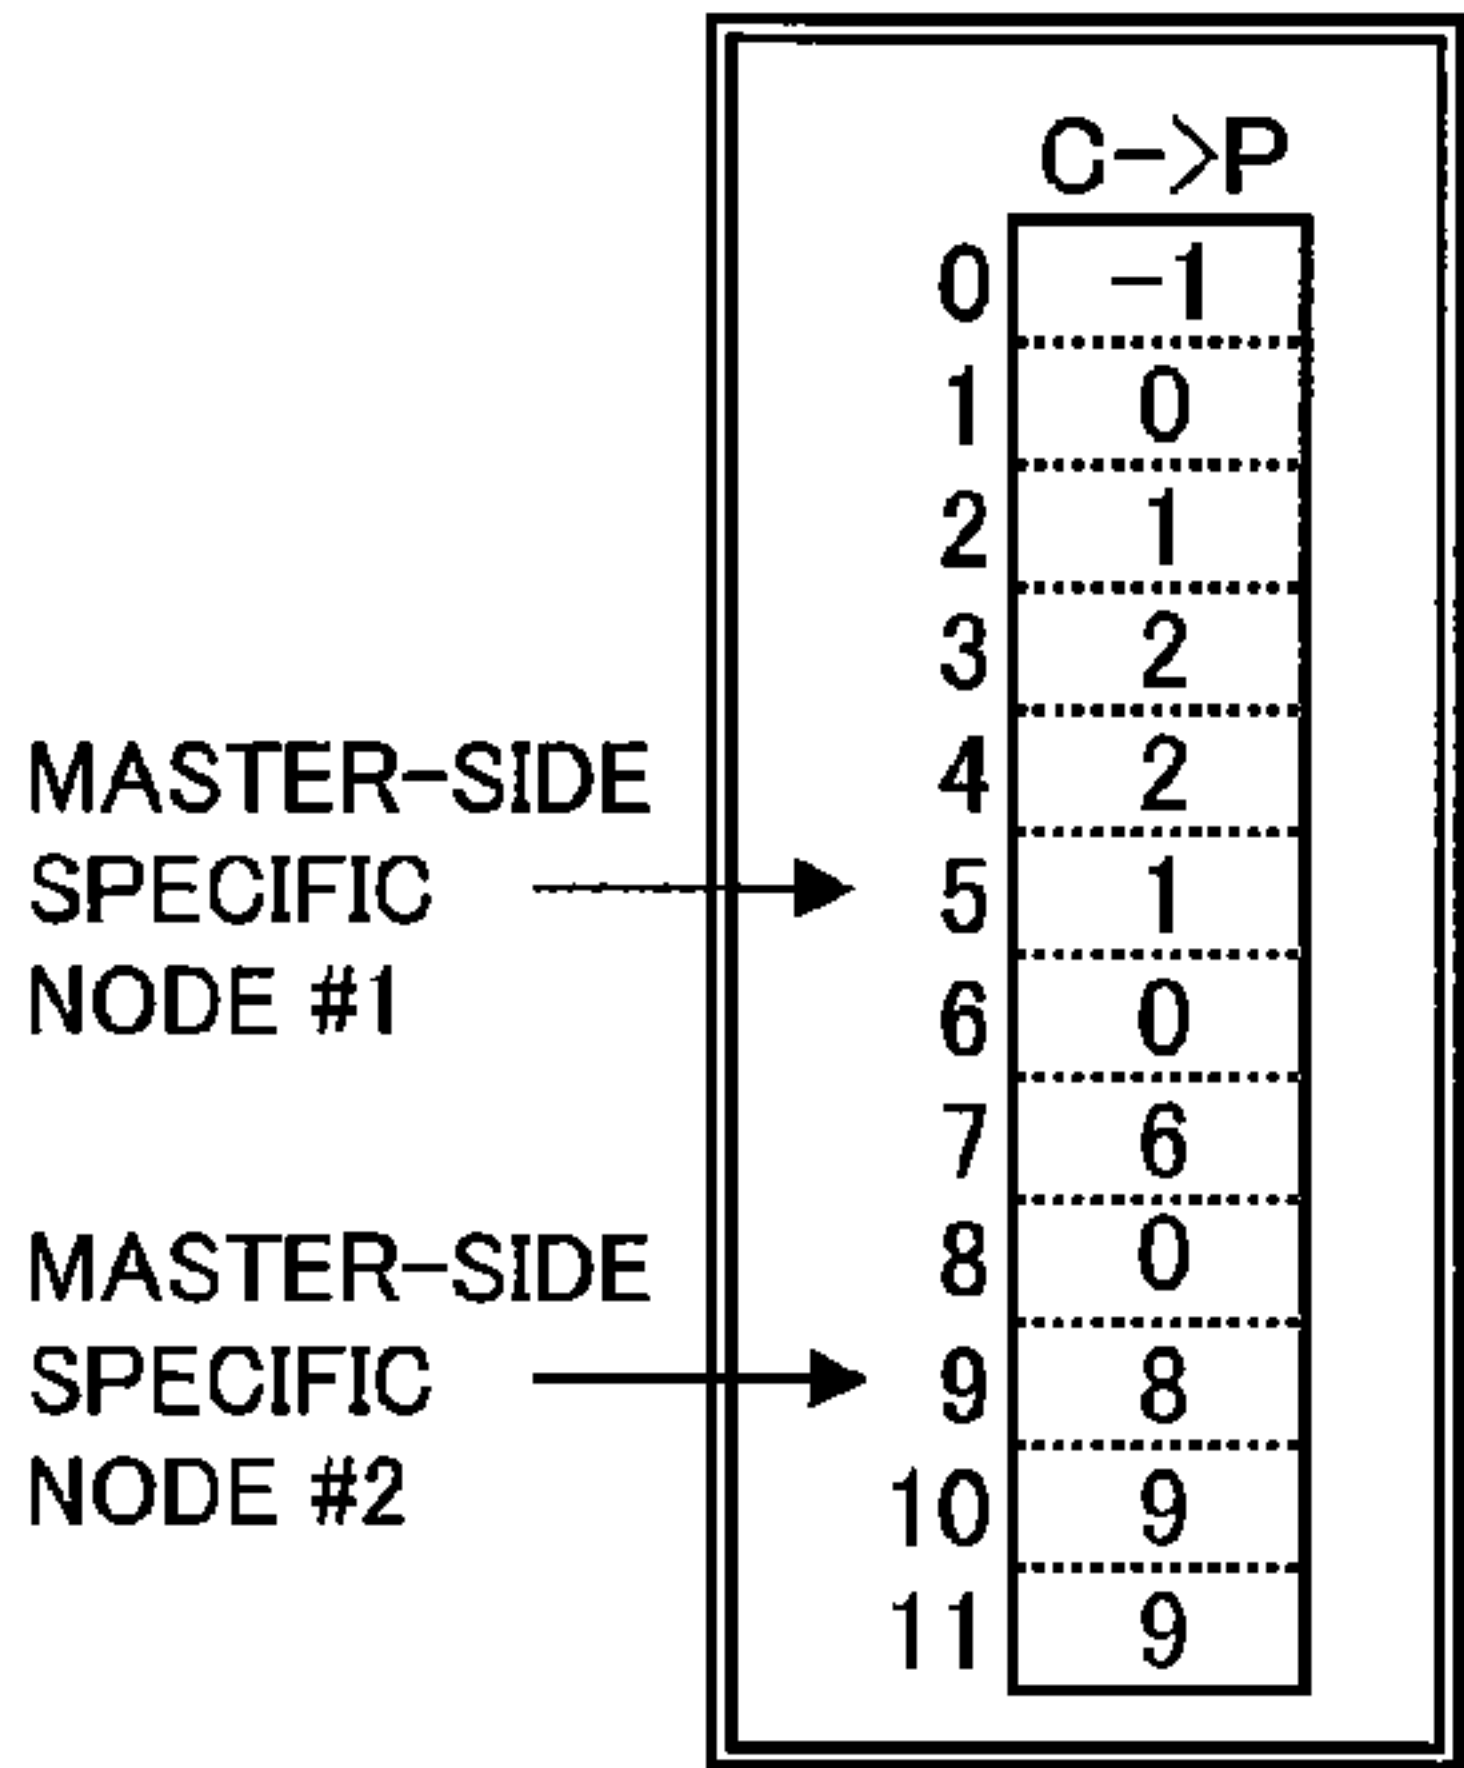 C->P
0 -1
1 0
2 1
3 2
4 2
MASTER-SIDE
SPECIFIC
NODE #1
5 1
6 0
7 6
8 0
MASTER-SIDE
SPECIFIC
NODE #2
9 8
10 9
11 9